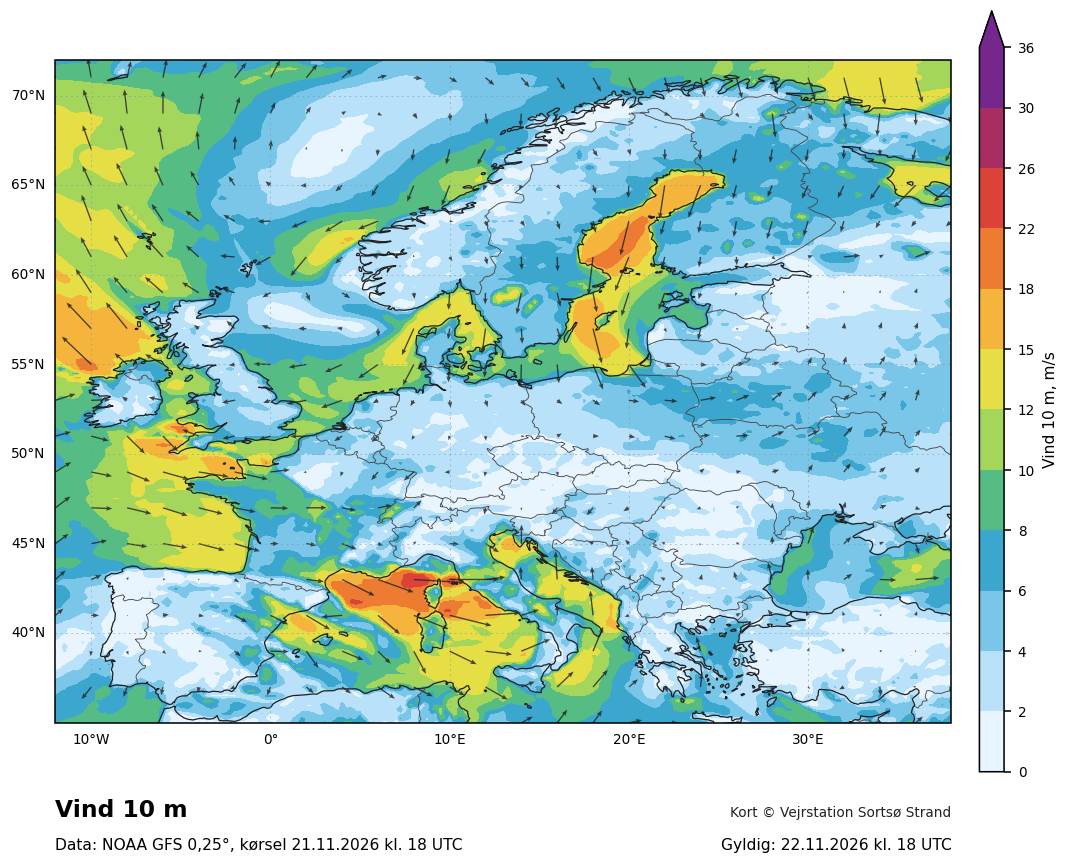 36
30
26
22
18
15
12
10
8
6
4
2
0
Vind 10 m, m/s
70°N
65°N
60°N
55°N
50°N
45°N
40°N
10°W
0°
10°E
20°E
30°E
Vind 10 m
Kort © Vejrstation Sortsø Strand
Data: NOAA GFS 0,25°, kørsel 21.11.2026 kl. 18 UTC
Gyldig: 22.11.2026 kl. 18 UTC